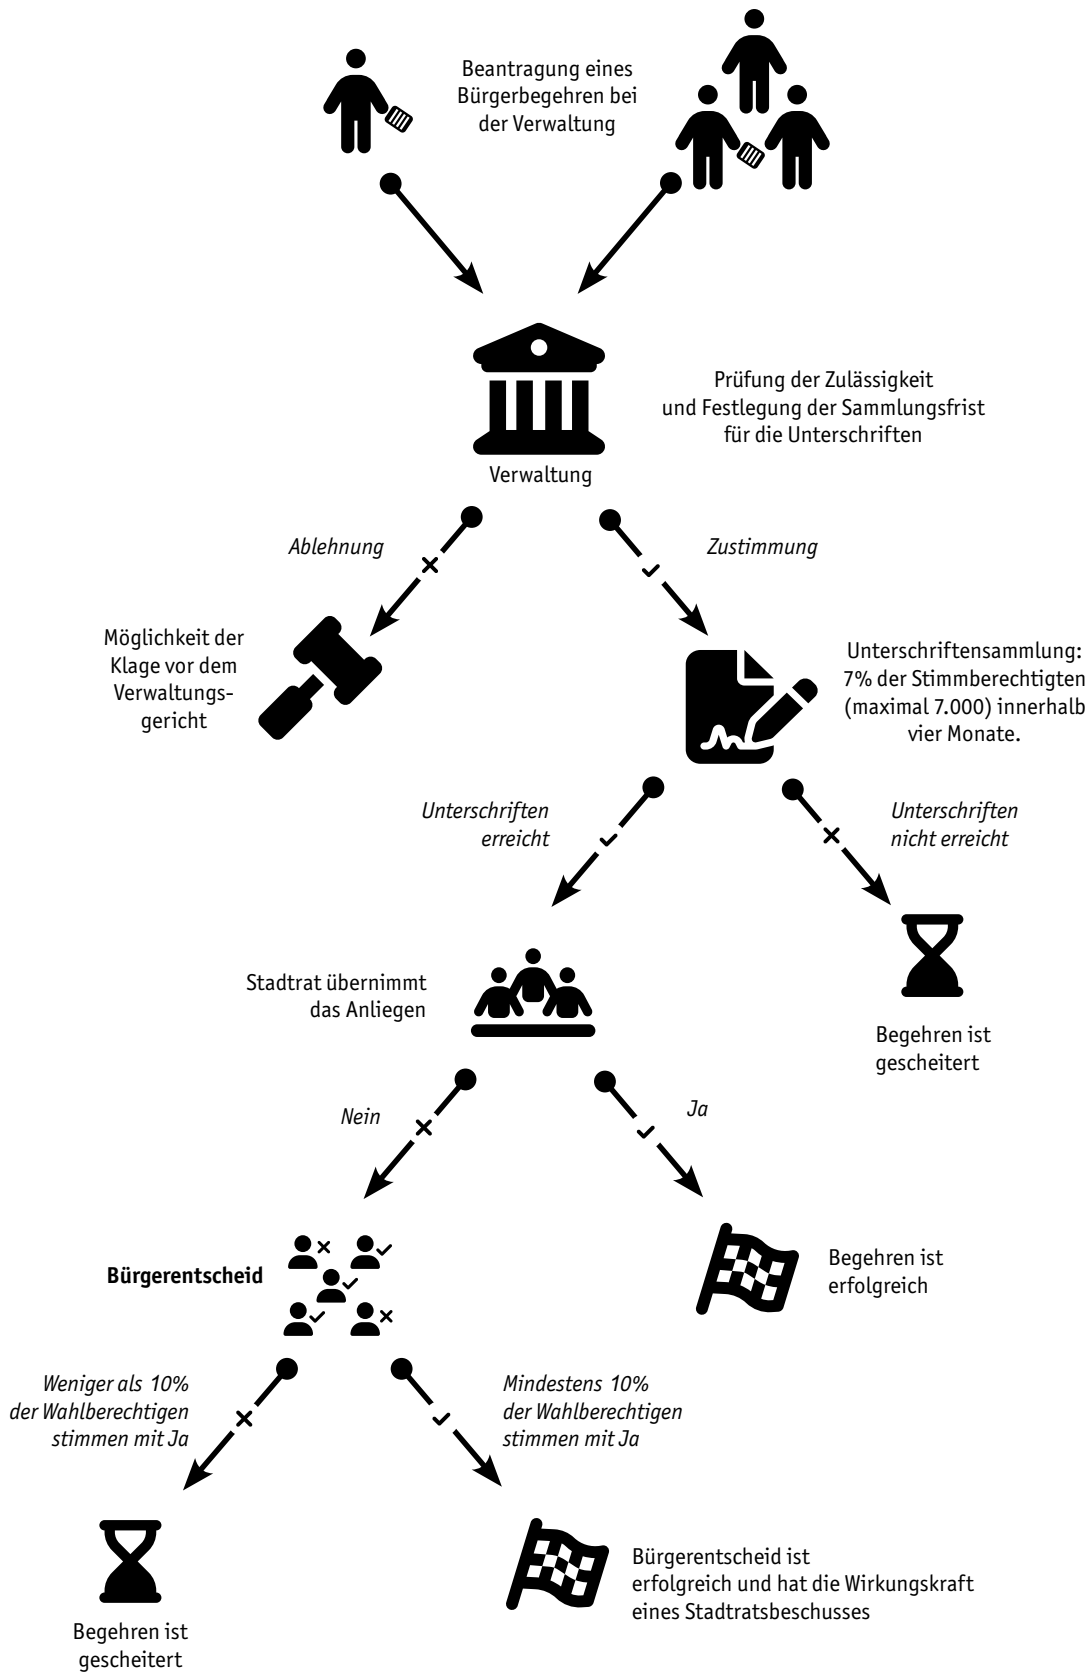 Beantragung eines
Bürgerbegehren bei
der Verwaltung
Prüfung der Zulässigkeit
und Festlegung der Sammlungsfrist
für die Unterschriften
Verwaltung
Ablehnung
Zustimmung
Möglichkeit der
Klage vor dem
Verwaltungs-
gericht
Unterschriftensammlung:
7% der Stimmberechtigten
(maximal 7.000) innerhalb
vier Monate.
Unterschriften
erreicht
Unterschriften
nicht erreicht
Stadtrat übernimmt
das Anliegen
Begehren ist
gescheitert
Nein
Ja
Bürgerentscheid
Begehren ist
erfolgreich
Weniger als 10%
der Wahlberechtigen
stimmen mit Ja
Mindestens 10%
der Wahlberechtigen
stimmen mit Ja
Begehren ist
gescheitert
Bürgerentscheid ist
erfolgreich und hat die Wirkungskraft
eines Stadtratsbeschusses